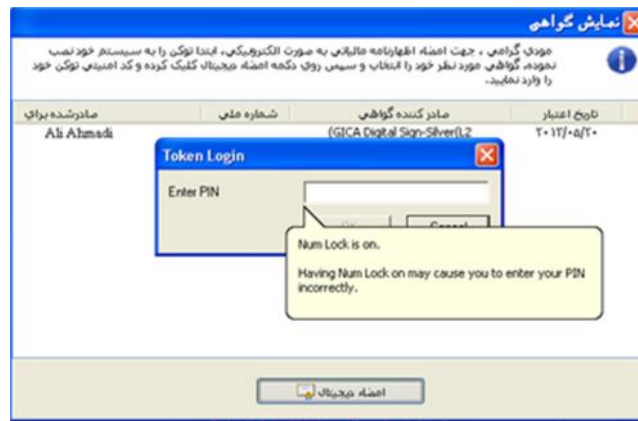 نمایش گواهی
مودی گرامی ، جهت امضاء اظهارنامه مالیاتی به صورت الکترونیکی، ابتدا توکن را به سیستم خود نصب
نموده، گواهی مورد نظر خود را انتخاب و سپس روی دکمه امضاء دیجیتال کلیک کرده و کد امنیتی توکن خود
را وارد نمایید.
تاریخ اعتبار صادر کننده گواهی شماره ملی صادرشده برای
۲۰۱۲/۰۵/۲۰ (GICA Digital Sign-Silver(L2 Ali Ahmadi
Token Login
Enter PIN
Cancel
Num Lock is on.
Having Num Lock on may cause you to enter your PIN
incorrectly.
امضاء دیجیتال